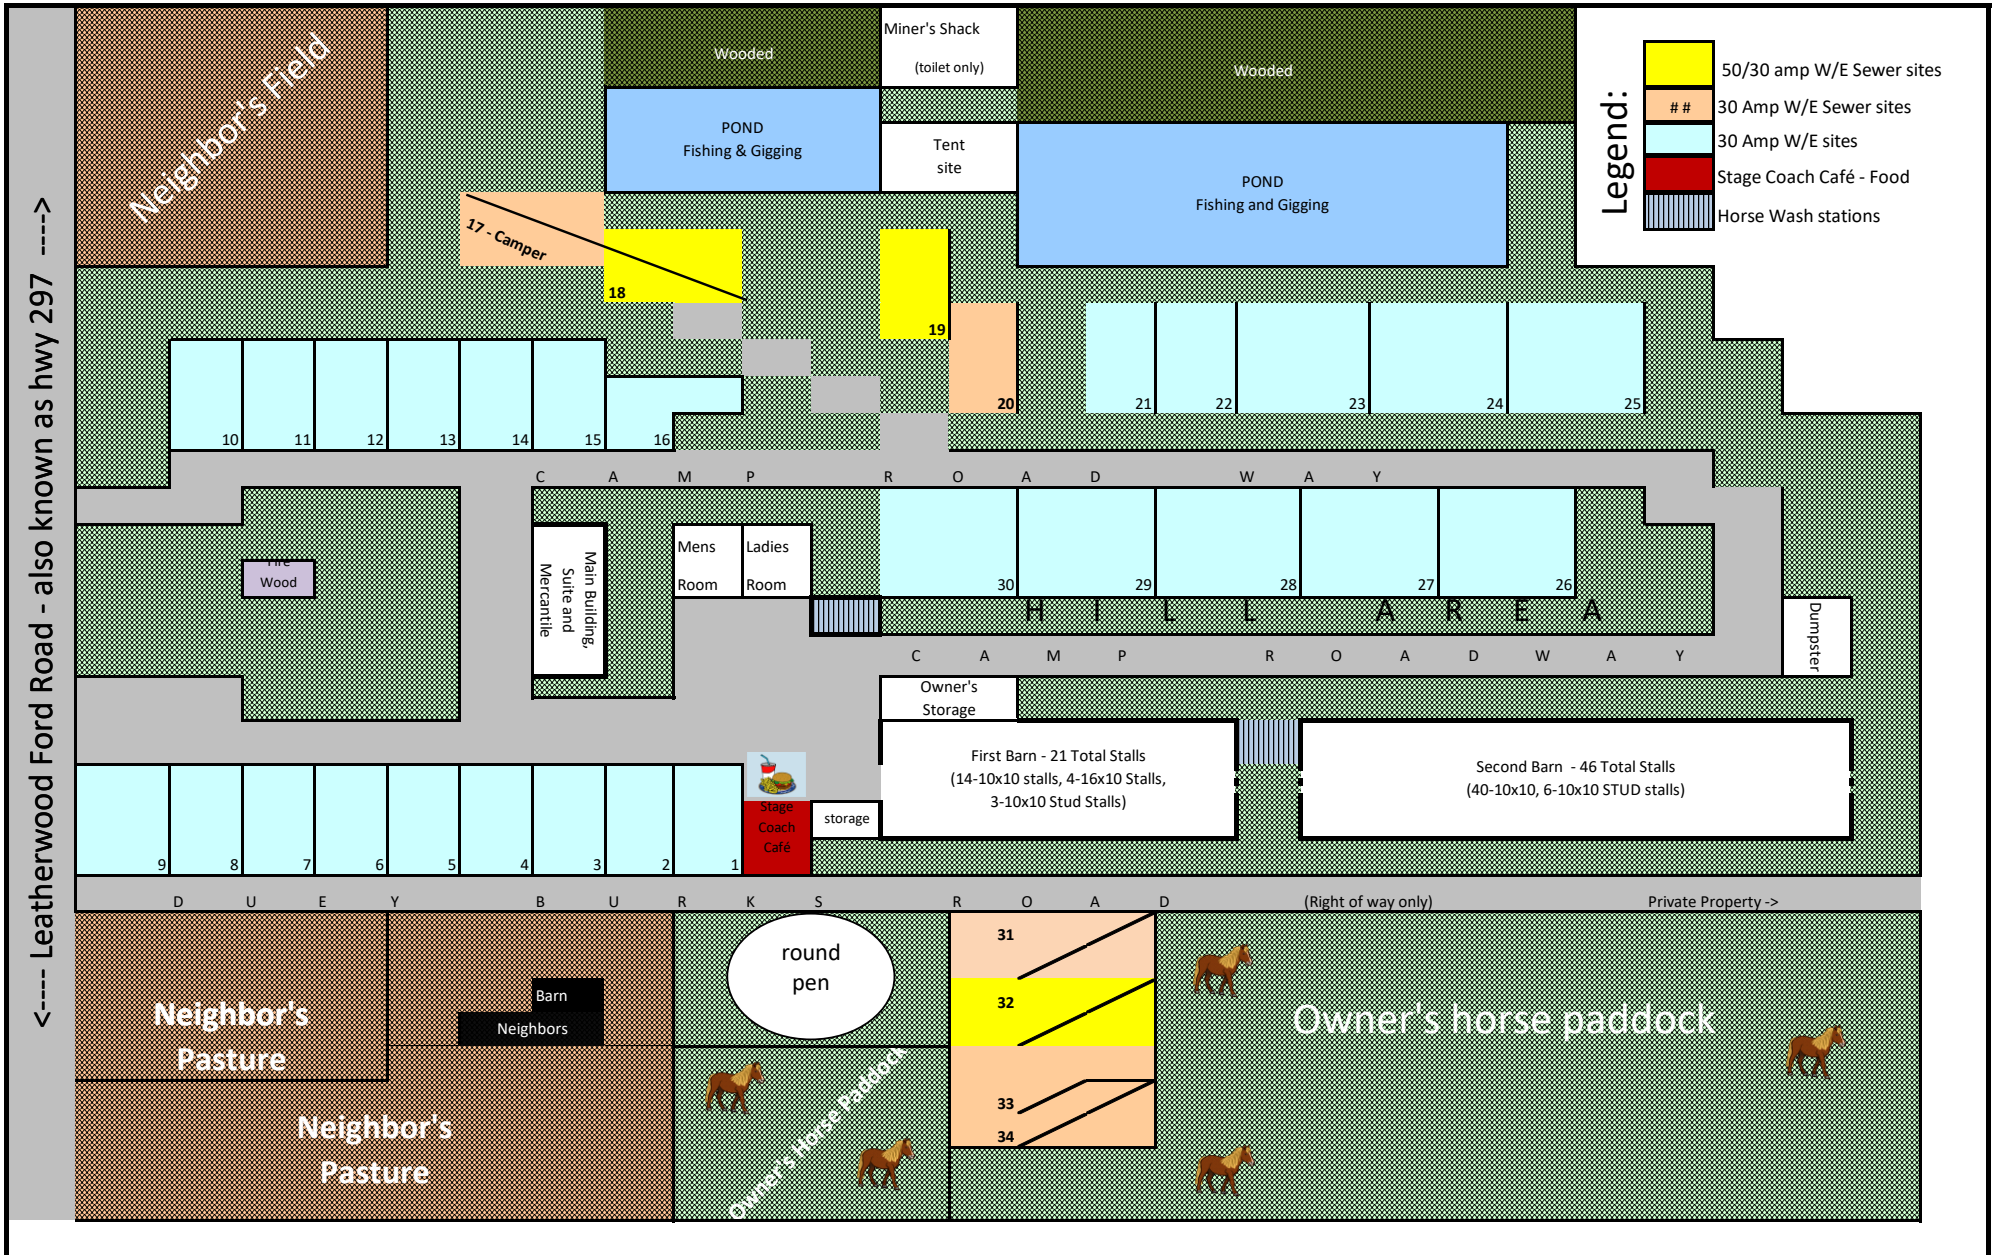 Neighbor's Field
Wooded
Miner's Shack
(toilet only)
Wooded
Legend:
50/30 amp W/E Sewer sites
## 30 Amp W/E Sewer sites
30 Amp W/E sites
Stage Coach Café - Food
Horse Wash stations
POND
Fishing & Gigging
Tent
site
POND
Fishing and Gigging
<---- Leatherwood Ford Road - also known as hwy 297 ---->
17 - Camper
18
19
20
21 22 23 24 25
10 11 12 13 14 15 16
C A M P R O A D W A Y
Fire
Wood
Main Building,
Suite and
Mercantile
Mens
Room
Ladies
Room
30 29 28 27 26
H I L L A R E A
C A M P R O A D W A Y
Dumpster
Owner's
Storage
First Barn - 21 Total Stalls
(14-10x10 stalls, 4-16x10 Stalls,
3-10x10 Stud Stalls)
Second Barn - 46 Total Stalls
(40-10x10, 6-10x10 STUD stalls)
Stage
Coach
Café
storage
9 8 7 6 5 4 3 2 1
D U E Y B U R K S R O A D (Right of way only) Private Property ->
round
pen
31
32
33
34
Barn
Neighbors
Neighbor's
Pasture
Neighbor's
Pasture
Owner's Horse Paddock
Owner's horse paddock